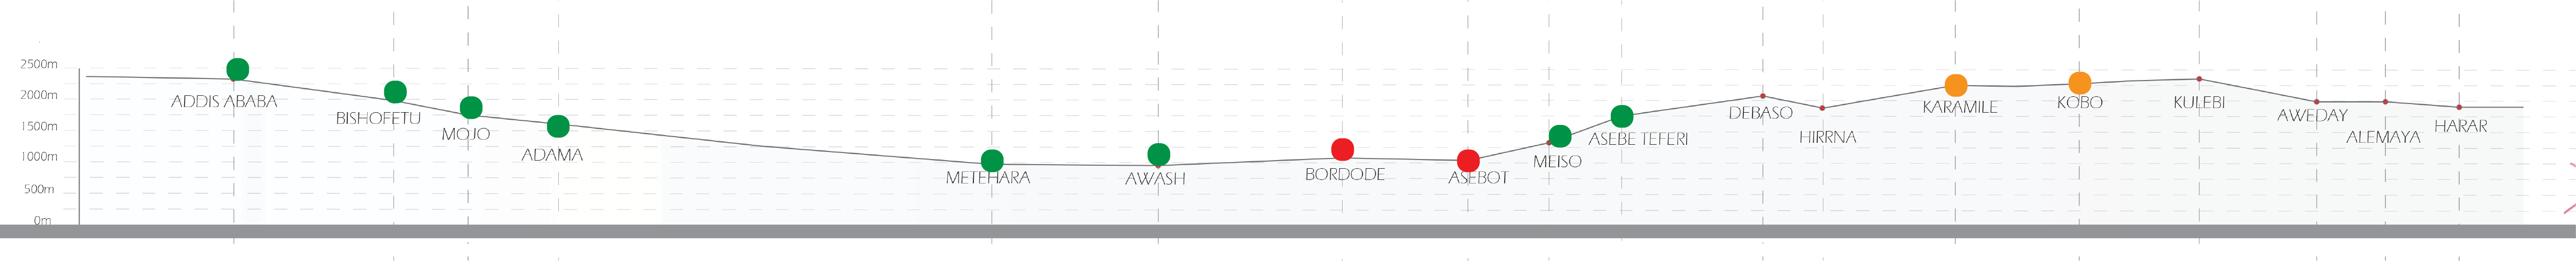 2500m
2000m
1500m
1000m
500m
0m
ADDIS ABABA
BISHOFETU
MOJO
ADAMA
METEHARA
AWASH
BORDODE
ASEBOT
MEISO
ASEBE TEFERI
DEBASO
HIRRNA
KARAMILE
KOBO
KULEBI
AWEDAY
ALEMAYA
HARAR